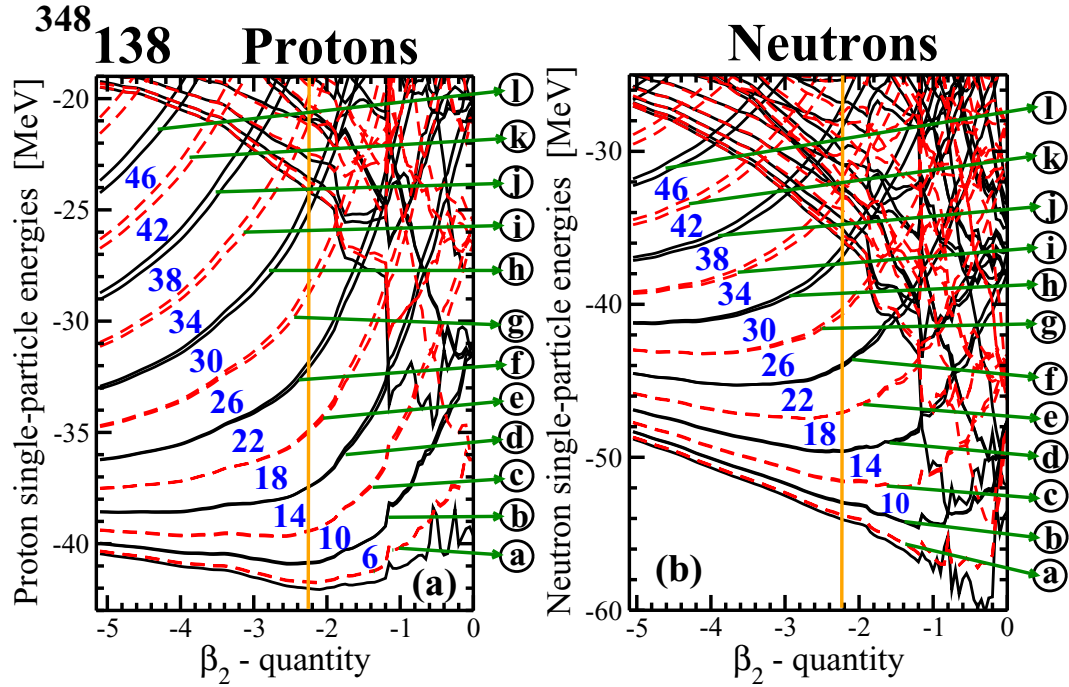 348
138 Protons Neutrons
Proton single-particle energies [MeV]
-20
-25
-30
-35
-40
46
42
38
34
30
26
22
18
14
10
6
(a)
-5 -4 -3 -2 -1 0
β2 - quantity
l
k
j
i
h
g
f
e
d
c
b
a
Neutron single-particle energies [MeV]
-30
-40
-50
-60
46
42
38
34
30
26
22
18
14
10
(b)
-5 -4 -3 -2 -1 0
β2 - quantity
l
k
j
i
h
g
f
e
d
c
b
a